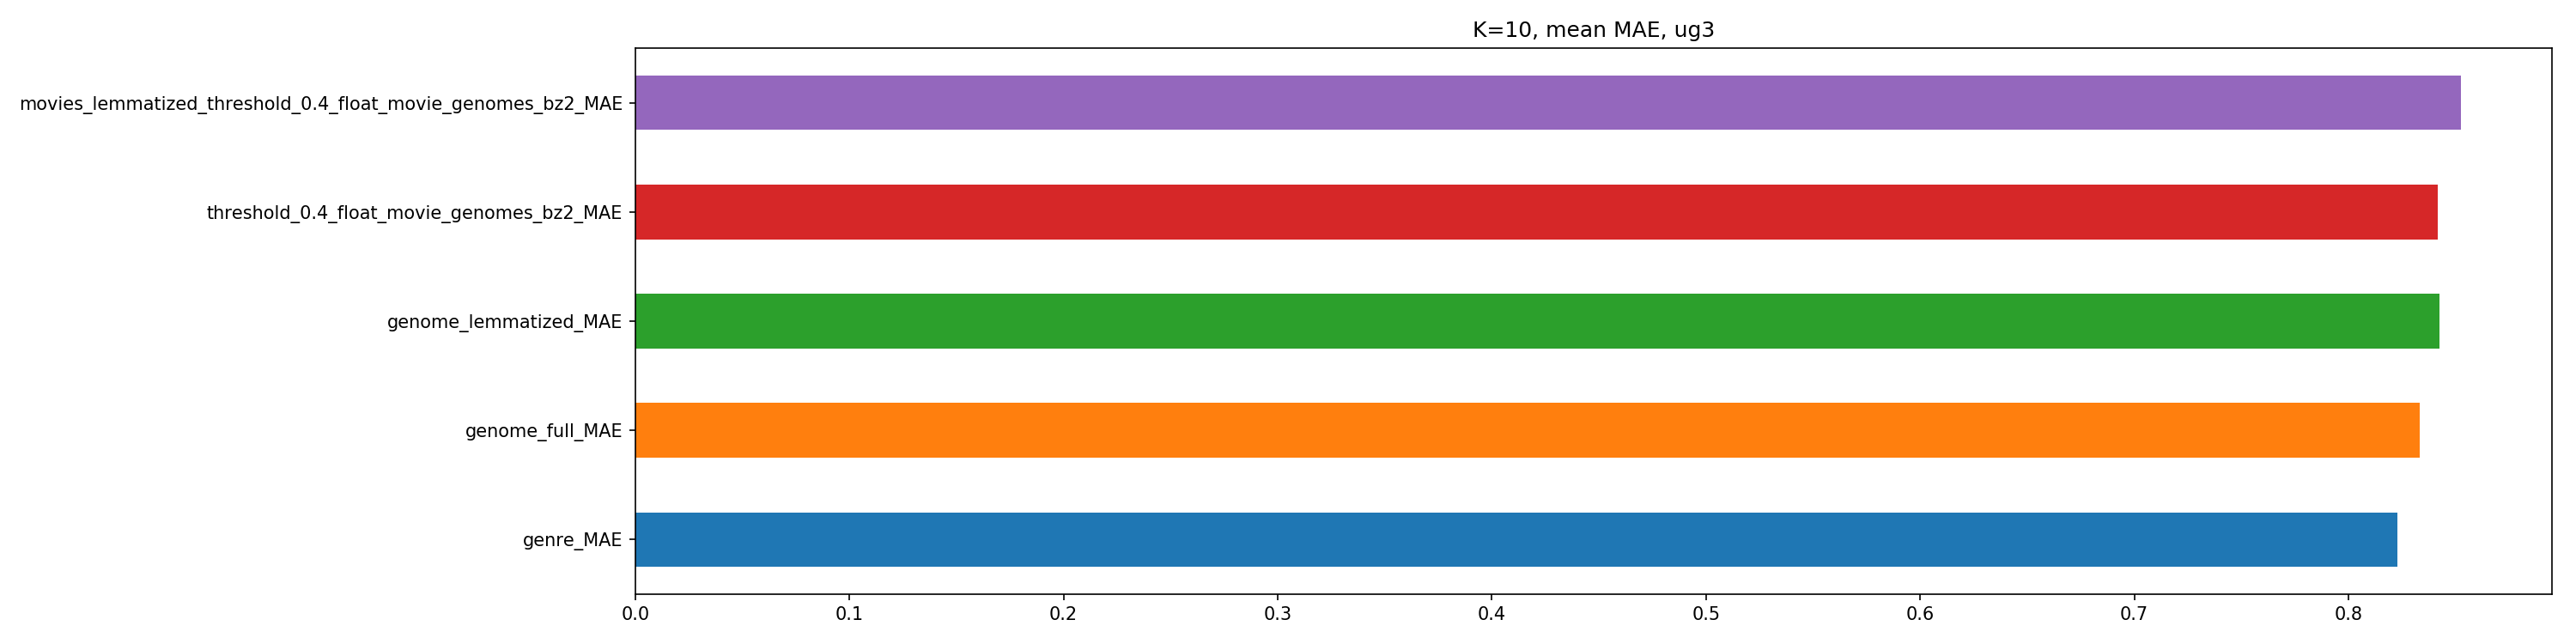 K=10, mean MAE, ug3
movies_lemmatized_threshold_0.4_float_movie_genomes_bz2_MAE
threshold_0.4_float_movie_genomes_bz2_MAE
genome_lemmatized_MAE
genome_full_MAE
genre_MAE
0.0 0.1 0.2 0.3 0.4 0.5 0.6 0.7 0.8